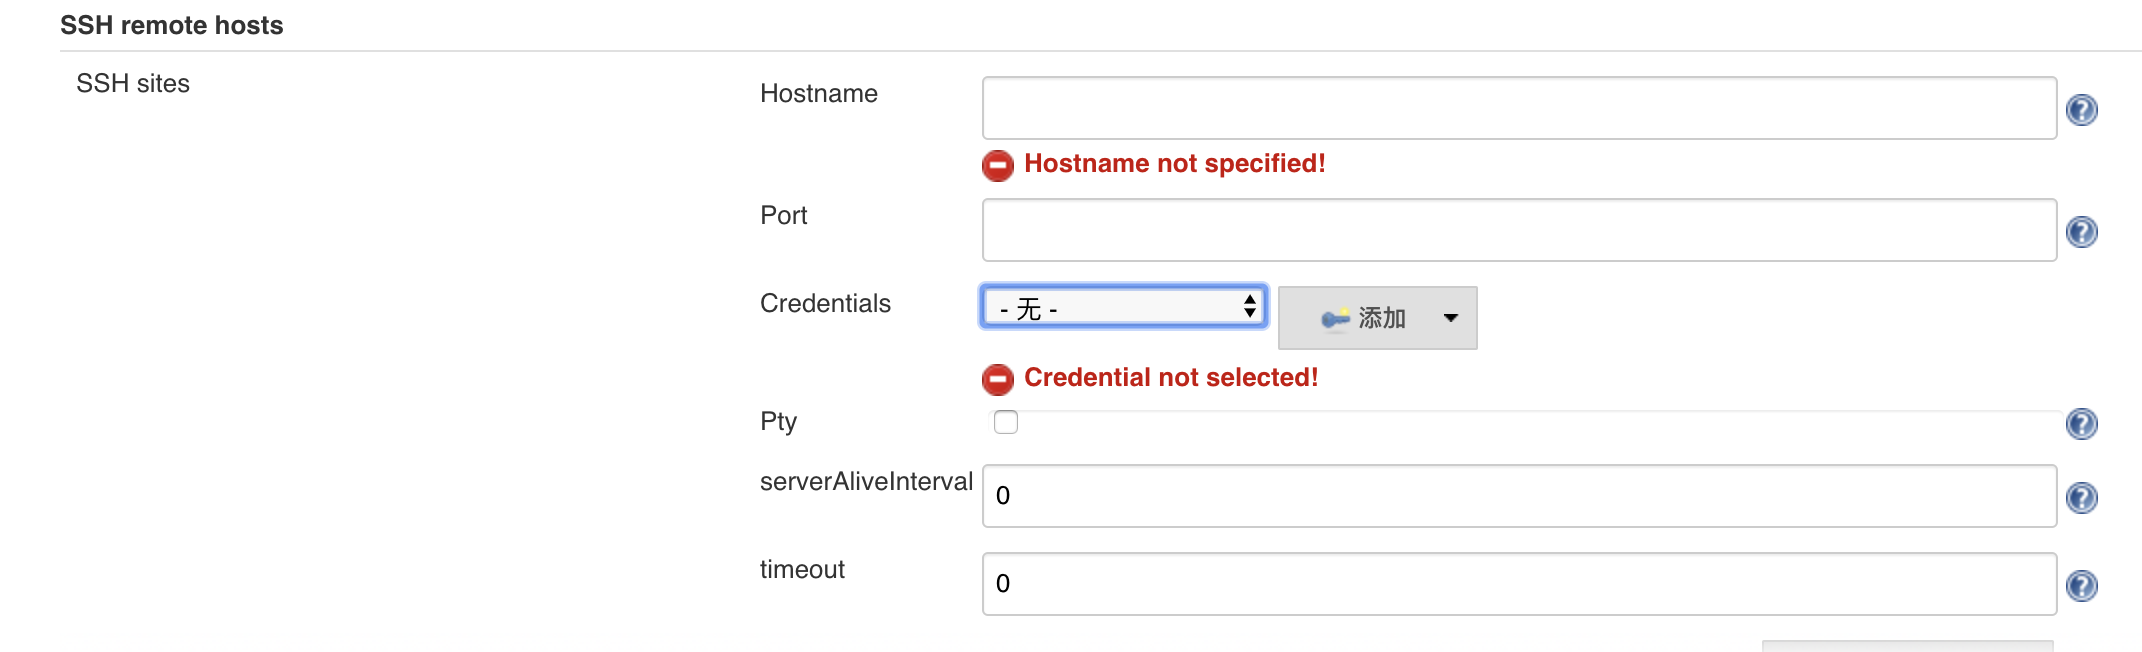 SSH remote hosts
SSH sites
Hostname
Hostname not specified!
Port
Credentials
- 无 -
添加
Credential not selected!
Pty
serverAliveInterval
0
timeout
0